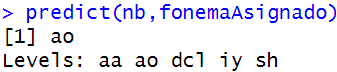 > predict(nb,fonemaAsignado)
[1] ao
Levels: aa ao dcl iy sh